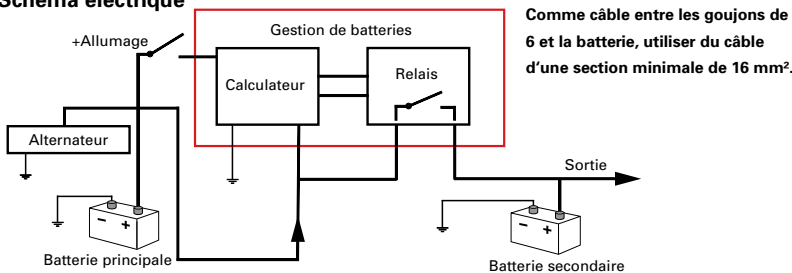 Schéma électrique
Comme câble entre les goujons de
6 et la batterie, utiliser du câble
d'une section minimale de 16 mm².
+Allumage
Gestion de batteries
Calculateur
Relais
Alternateur
Sortie
- +
- +
Batterie principale
Batterie secondaire